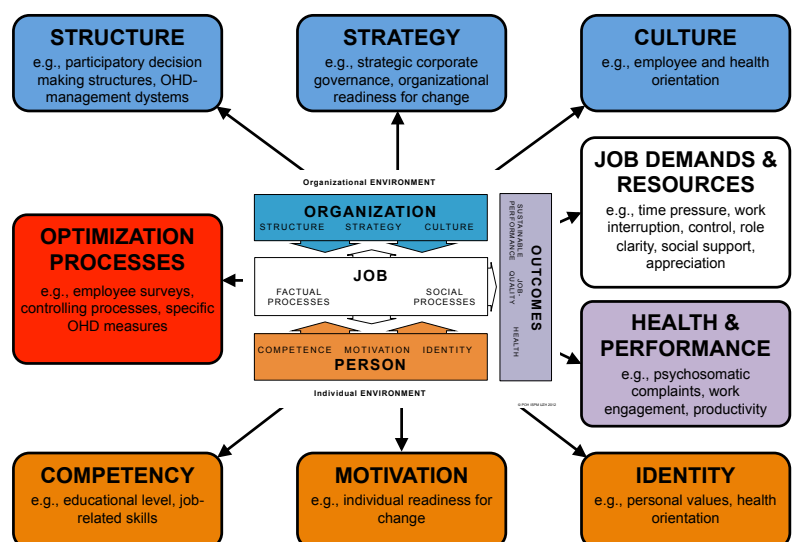 STRUCTURE
e.g., participatory decision
making structures, OHD-
management dystems
STRATEGY
e.g., strategic corporate
governance, organizational
readiness for change
CULTURE
e.g., employee and health
orientation
JOB DEMANDS &
RESOURCES
e.g., time pressure, work
interruption, control, role
clarity, social support,
appreciation
OPTIMIZATION
PROCESSES
e.g., employee surveys,
controlling processes, specific
OHD measures
Organizational ENVIRONMENT
ORGANIZATION
STRUCTURE STRATEGY CULTURE
JOB
FACTUAL
PROCESSES
SOCIAL
PROCESSES
COMPETENCE MOTIVATION IDENTITY
PERSON
Individual ENVIRONMENT
OUTCOMES
SUSTAINABLE
PERFORMANCE
JOB-
QUALITY
HEALTH
HEALTH &
PERFORMANCE
e.g., psychosomatic
complaints, work
engagement, productivity
COMPETENCY
e.g., educational level, job-
related skills
MOTIVATION
e.g., individual readiness for
change
IDENTITY
e.g., personal values, health
orientation